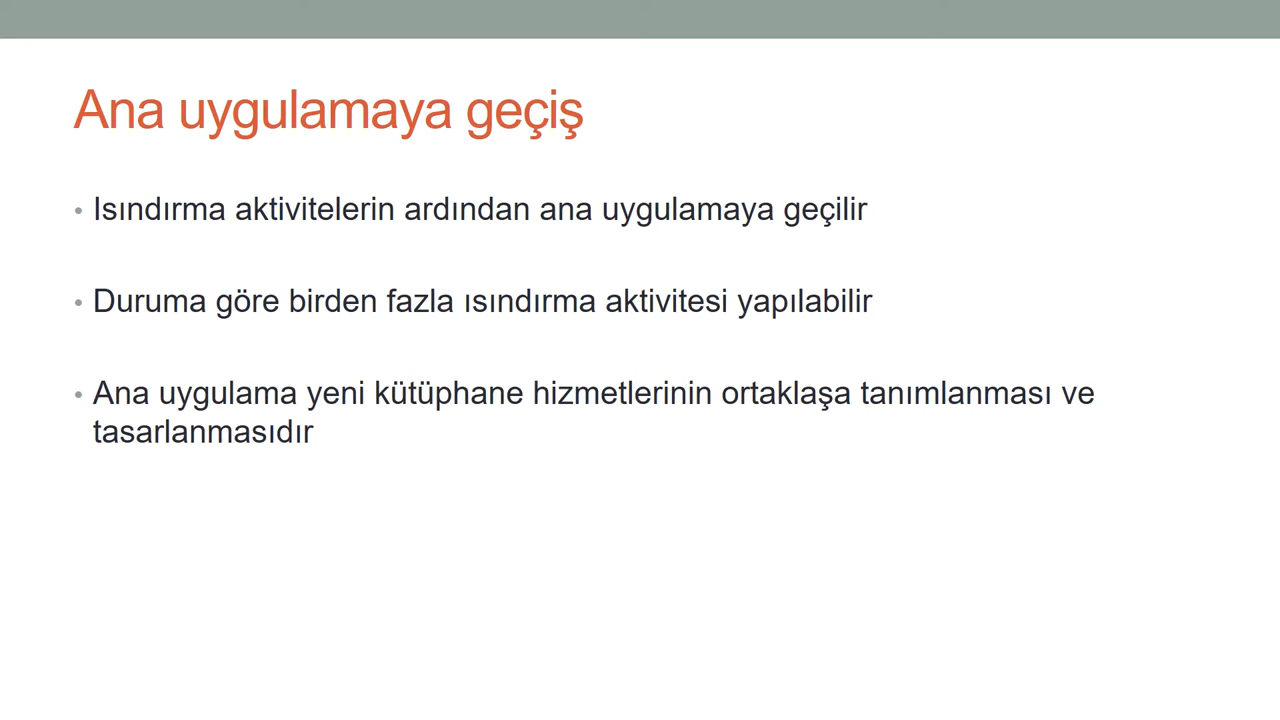 Ana uygulamaya geçiş
• Isındırma aktivitelerin ardından ana uygulamaya geçilir
• Duruma göre birden fazla ısındırma aktivitesi yapılabilir
• Ana uygulama yeni kütüphane hizmetlerinin ortaklaşa tanımlanması ve
tasarlanmasıdır